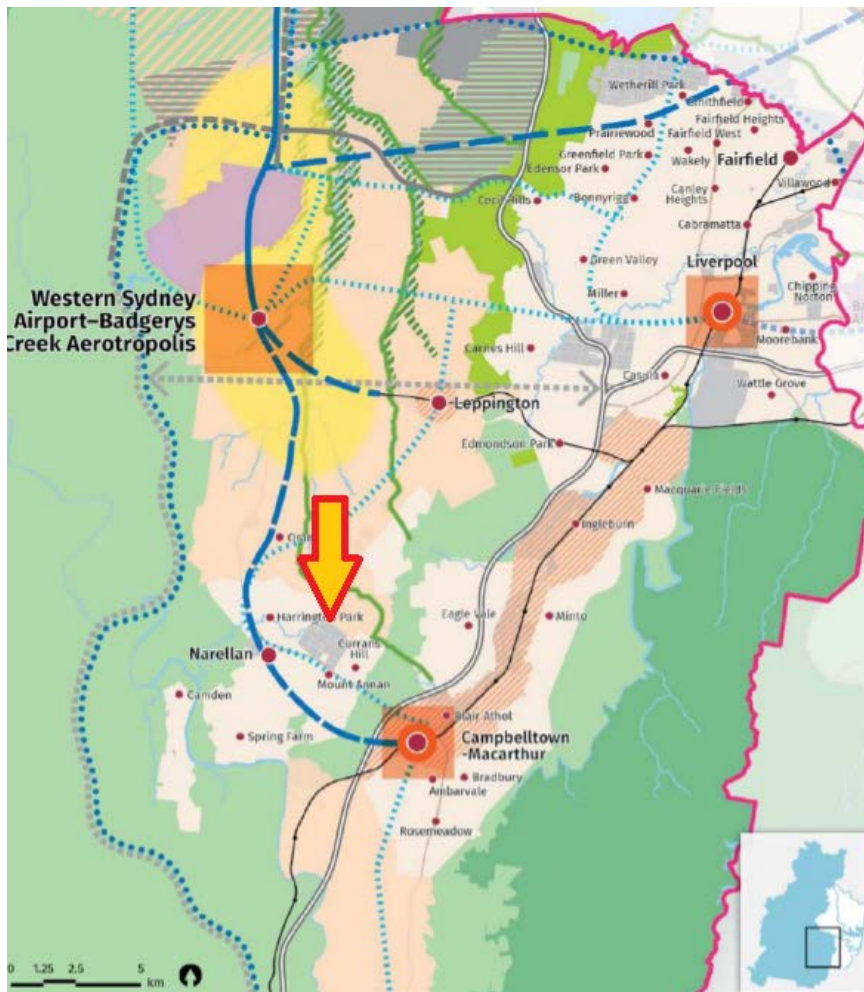 Wetherill Park
Smithfield
Fairfield Heights
Prairiewood
Fairfield West
Greenfield Park
Wakely
Fairfield
Edensor Park
Villawood
Cecil Hills
Bonnyrigg
Canley
Heights
Cabramatta
Green Valley
Liverpool
Miller
Chipping
Norton
Western Sydney
Airport–Badgerys
Creek Aerotropolis
Moorebank
Carnes Hill
Casula
Wattle Grove
-Leppington
Edmondson Park
Macquarie Fields
Ingleburn
Harrington Park
Eagle Vale
Minto
Currans
Hill
Narellan
Mount Annan
Camden
Blair Athol
Spring Farm
Campbelltown
-Macarthur
Bradbury
Ambarvale
Rosemeadow
0 1.25 2.5 5
km